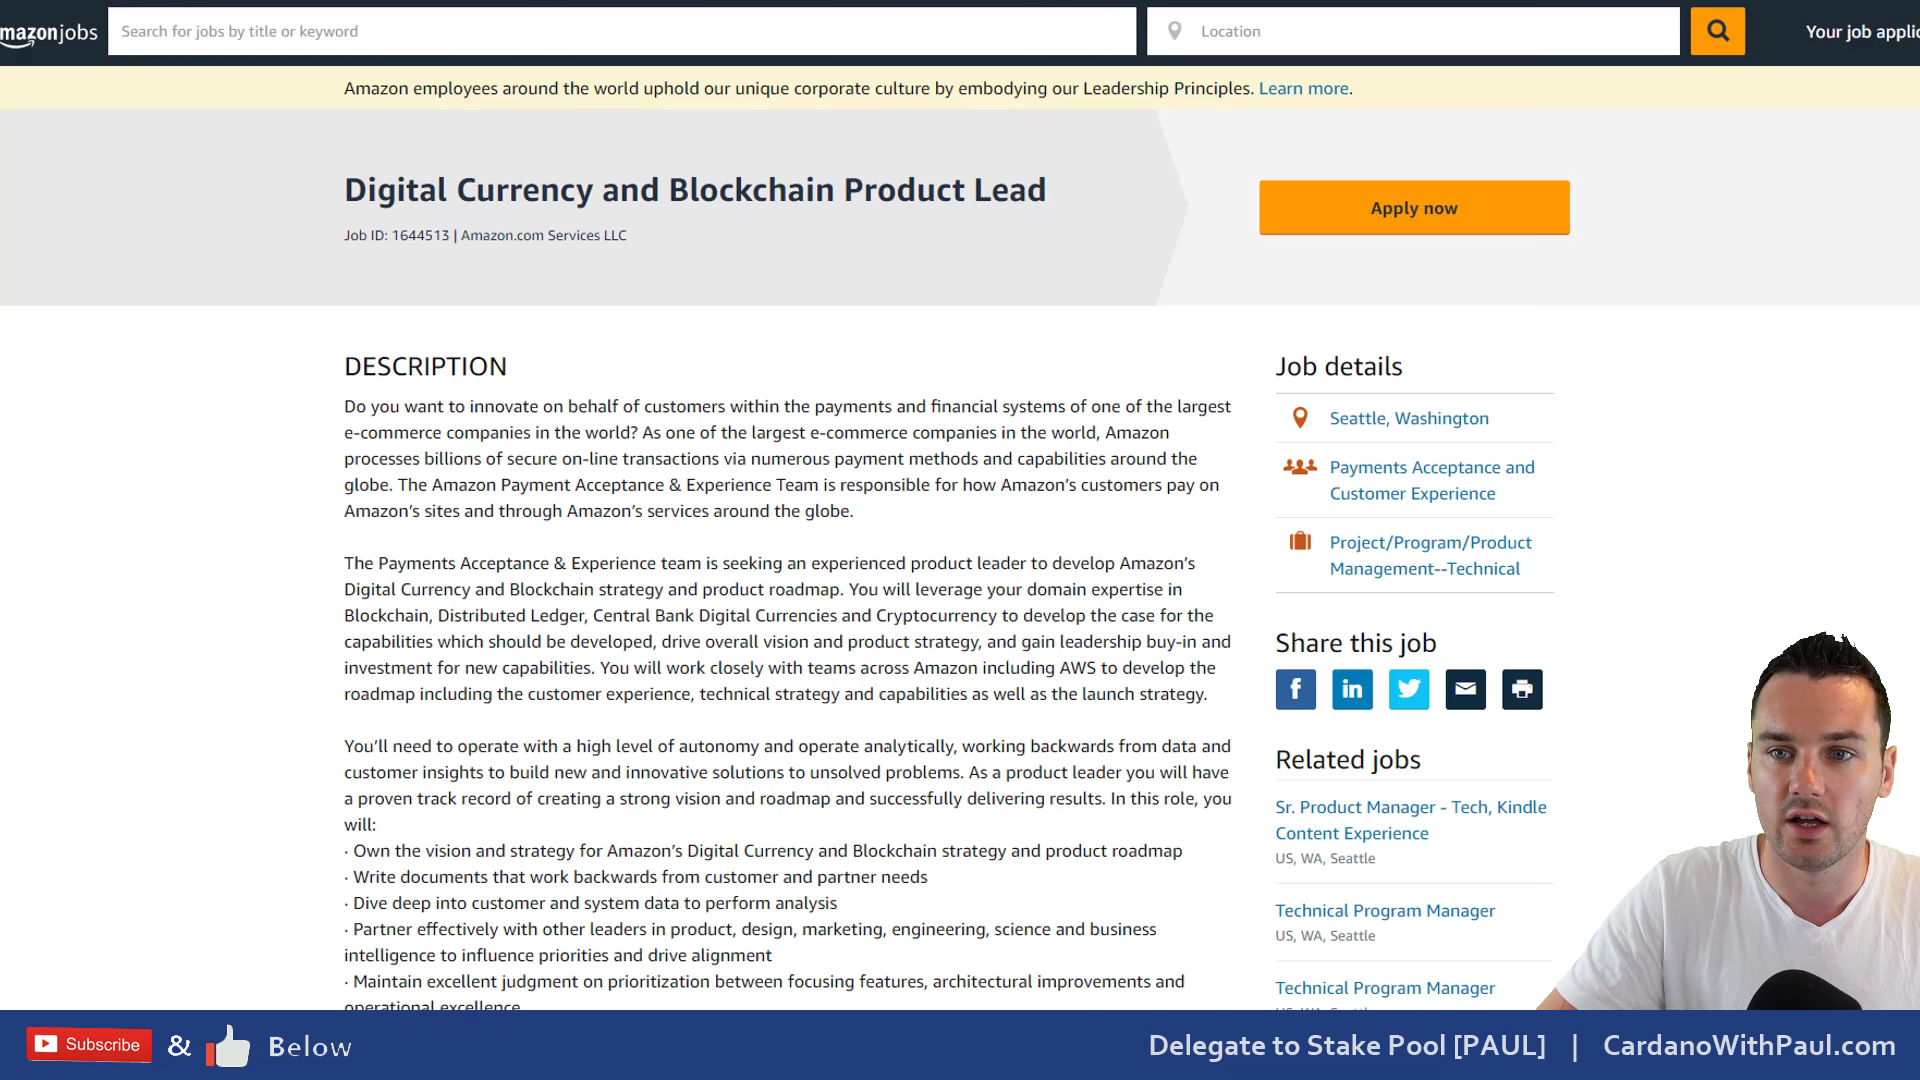 mazonjobs
Search for jobs by title or keyword
Location
Your job applic
Amazon employees around the world uphold our unique corporate culture by embodying our Leadership Principles. Learn more.
Digital Currency and Blockchain Product Lead
Job ID: 1644513 | Amazon.com Services LLC
Apply now
DESCRIPTION
Do you want to innovate on behalf of customers within the payments and financial systems of one of the largest
e-commerce companies in the world? As one of the largest e-commerce companies in the world, Amazon
processes billions of secure on-line transactions via numerous payment methods and capabilities around the
globe. The Amazon Payment Acceptance & Experience Team is responsible for how Amazon's customers pay on
Amazon's sites and through Amazon's services around the globe.
The Payments Acceptance & Experience team is seeking an experienced product leader to develop Amazon's
Digital Currency and Blockchain strategy and product roadmap. You will leverage your domain expertise in
Blockchain, Distributed Ledger, Central Bank Digital Currencies and Cryptocurrency to develop the case for the
capabilities which should be developed, drive overall vision and product strategy, and gain leadership buy-in and
investment for new capabilities. You will work closely with teams across Amazon including AWS to develop the
roadmap including the customer experience, technical strategy and capabilities as well as the launch strategy.
You'll need to operate with a high level of autonomy and operate analytically, working backwards from data and
customer insights to build new and innovative solutions to unsolved problems. As a product leader you will have
a proven track record of creating a strong vision and roadmap and successfully delivering results. In this role, you
will:
· Own the vision and strategy for Amazon's Digital Currency and Blockchain strategy and product roadmap
· Write documents that work backwards from customer and partner needs
· Dive deep into customer and system data to perform analysis
· Partner effectively with other leaders in product, design, marketing, engineering, science and business
intelligence to influence priorities and drive alignment
· Maintain excellent judgment on prioritization between focusing features, architectural improvements and
operational excellence
Job details
Seattle, Washington
Payments Acceptance and
Customer Experience
Project/Program/Product
Management--Technical
Share this job
Related jobs
Sr. Product Manager - Tech, Kindle
Content Experience
US, WA, Seattle
Technical Program Manager
US, WA, Seattle
Technical Program Manager
Subscribe & Below
Delegate to Stake Pool [PAUL] | CardanoWithPaul.com